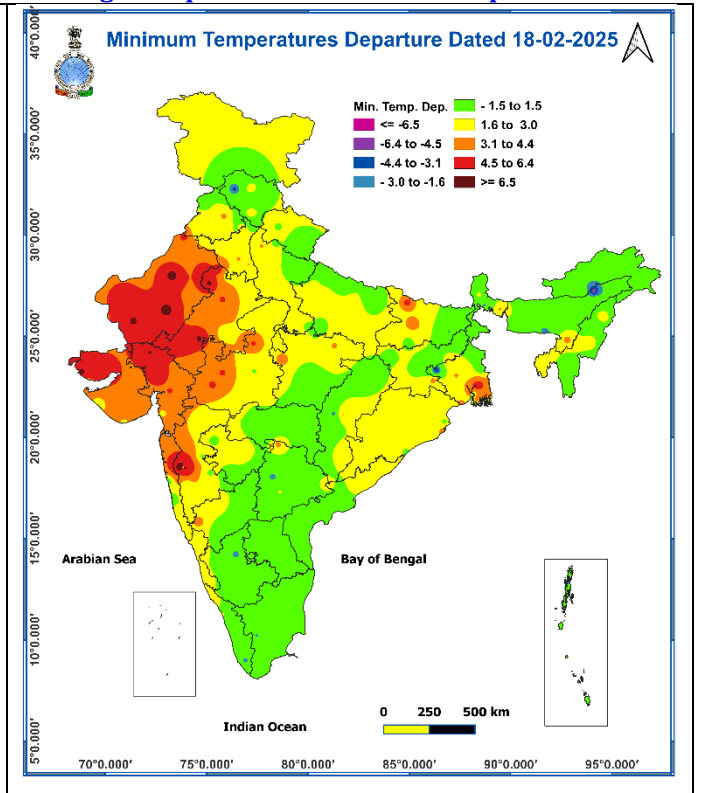 Minimum Temperatures Departure Dated 18-02-2025
Min. Temp. Dep.
<= -6.5
-6.4 to -4.5
-4.4 to -3.1
- 3.0 to -1.6
- 1.5 to 1.5
1.6 to 3.0
3.1 to 4.4
4.5 to 6.4
>= 6.5
40°0.000'
35°0.000'
30°0.000'
25°0.000'
20°0.000'
15°0.000'
10°0.000'
5°0.000'
Arabian Sea
Bay of Bengal
Indian Ocean
0 250 500 km
70°0.000' 75°0.000' 80°0.000' 85°0.000' 90°0.000' 95°0.000'